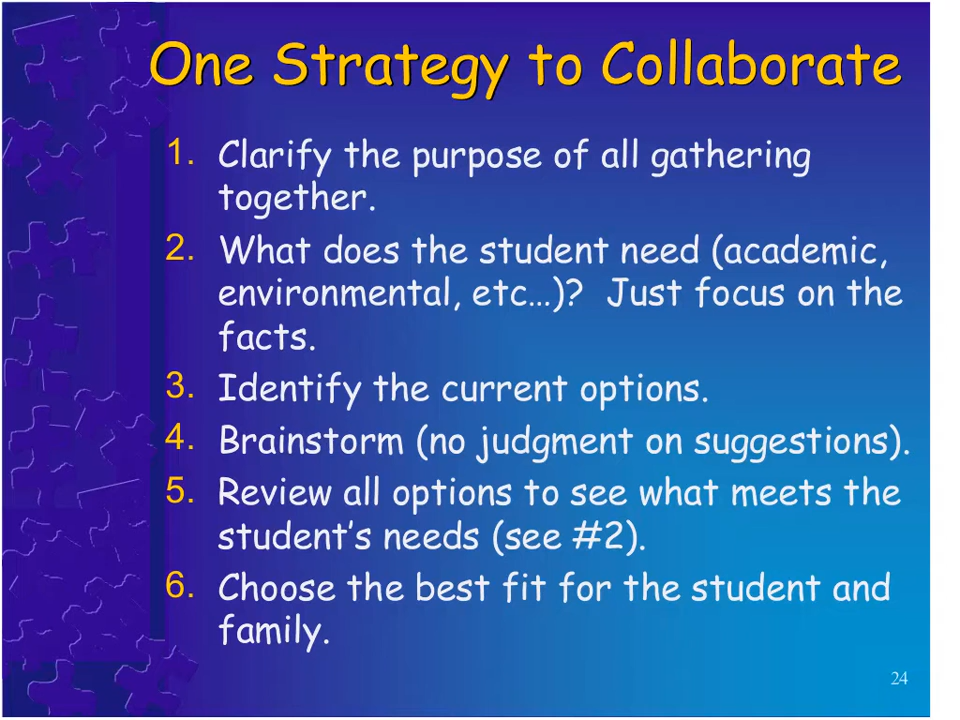 One Strategy to Collaborate
1. Clarify the purpose of all gathering
together.
2. What does the student need (academic,
environmental, etc…)?  Just focus on the
facts.
3. Identify the current options.
4. Brainstorm (no judgment on suggestions).
5. Review all options to see what meets the
student’s needs (see #2).
6. Choose the best fit for the student and
family.
24